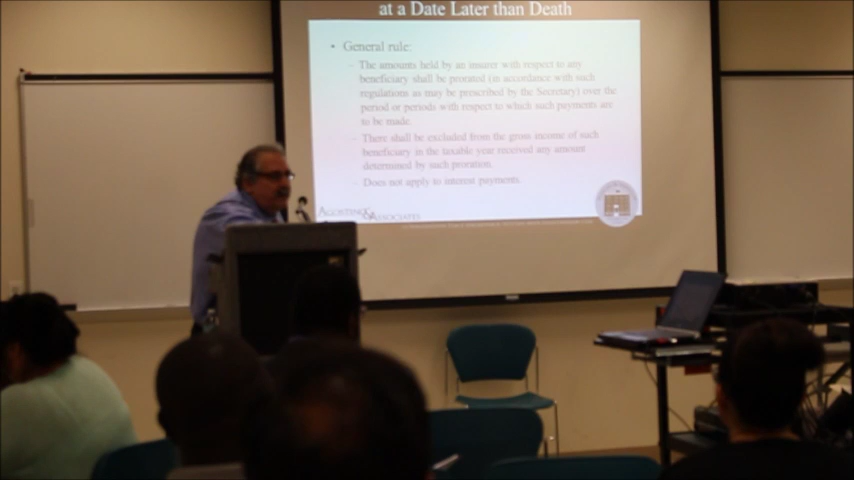 at a Date Later than Death
• General rule:
– The amounts held by an insurer with respect to any
beneficiary shall be prorated (in accordance with such
regulations as may be prescribed by the Secretary) over the
period or periods with respect to which such payments are
to be made.
– There shall be excluded from the gross income of such
beneficiary in the taxable year received any amount
determined by such proration.
– Does not apply to interest payments.
AGOSTINO & ASSOCIATES